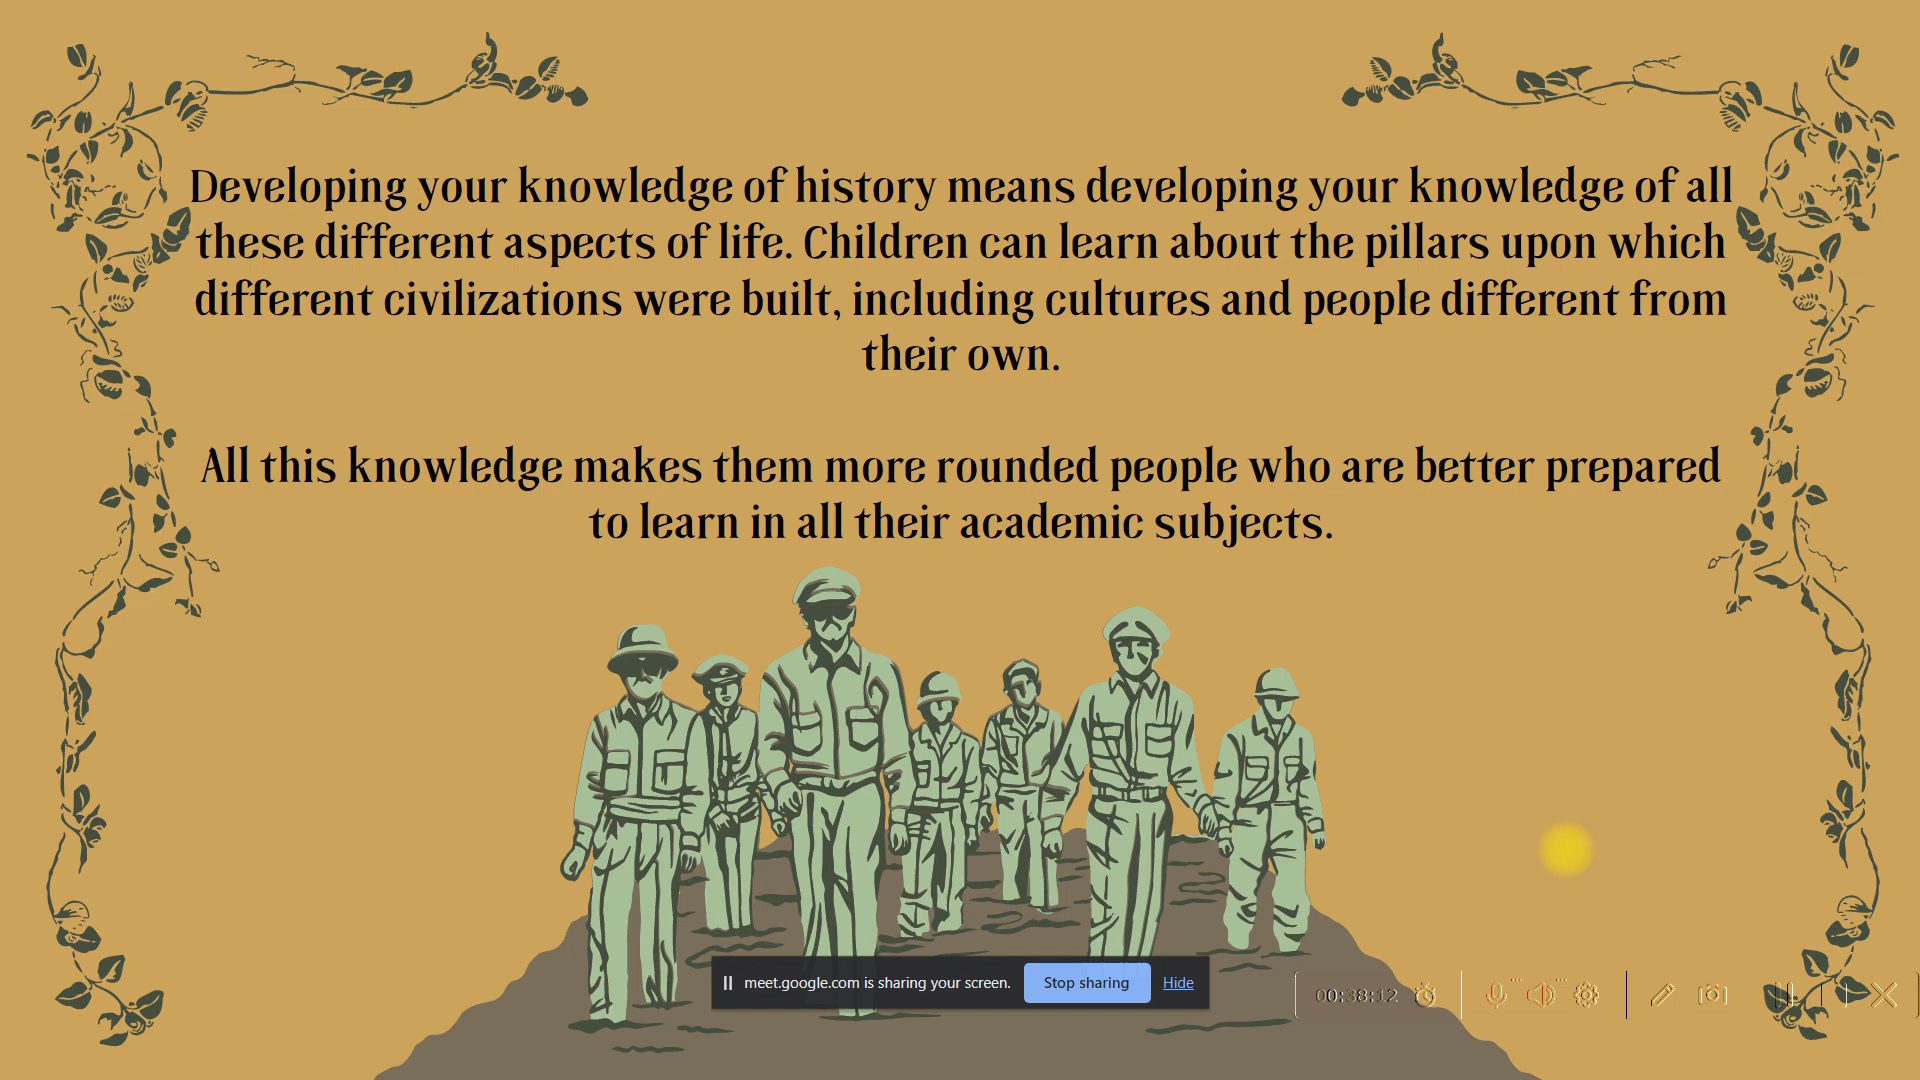 Developing your knowledge of history means developing your knowledge of all
these different aspects of life. Children can learn about the pillars upon which
different civilizations were built, including cultures and people different from
their own.
All this knowledge makes them more rounded people who are better prepared
to learn in all their academic subjects.
meet.google.com is sharing your screen. Stop sharing Hide
00:38:12